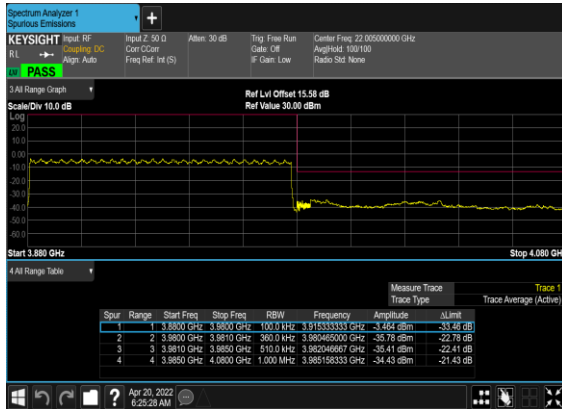 Spectrum Analyzer 1
Spurious Emissions
KEYSIGHT Input: RF Input Z: 50 Ω Atten: 30 dB Trig: Free Run Center Freq: 22.005000000 GHz
RL Coupling: DC Corr CCorr Gate: Off Avg|Hold: 100/100
Align: Auto Freq Ref: Int (S) IF Gain: Low Radio Std: None
PASS
3 All Range Graph
Ref Lvl Offset 15.58 dB
Scale/Div 10.0 dB Ref Value 30.00 dBm
Log
20.0
10.0
0.00
-10.0
-20.0
-30.0
-40.0
-50.0
-60.0
Start 3.880 GHz Stop 4.080 GH
4 All Range Table
Measure Trace Trace 1
Trace Type Trace Average (Active)
Spur Range Start Freq Stop Freq RBW Frequency Amplitude ΔLimit
1 1 3.8800 GHz 3.9800 GHz 100.0 kHz 3.915333333 GHz -3.464 dBm -33.46 dB
2 2 3.9800 GHz 3.9810 GHz 360.0 kHz 3.980465000 GHz -35.78 dBm -22.78 dB
3 3 3.9810 GHz 3.9850 GHz 510.0 kHz 3.982046667 GHz -35.41 dBm -22.41 dB
4 4 3.9850 GHz 4.0800 GHz 1.000 MHz 3.985158333 GHz -34.43 dBm -21.43 dB
Apr 20, 2022
6:25:28 AM